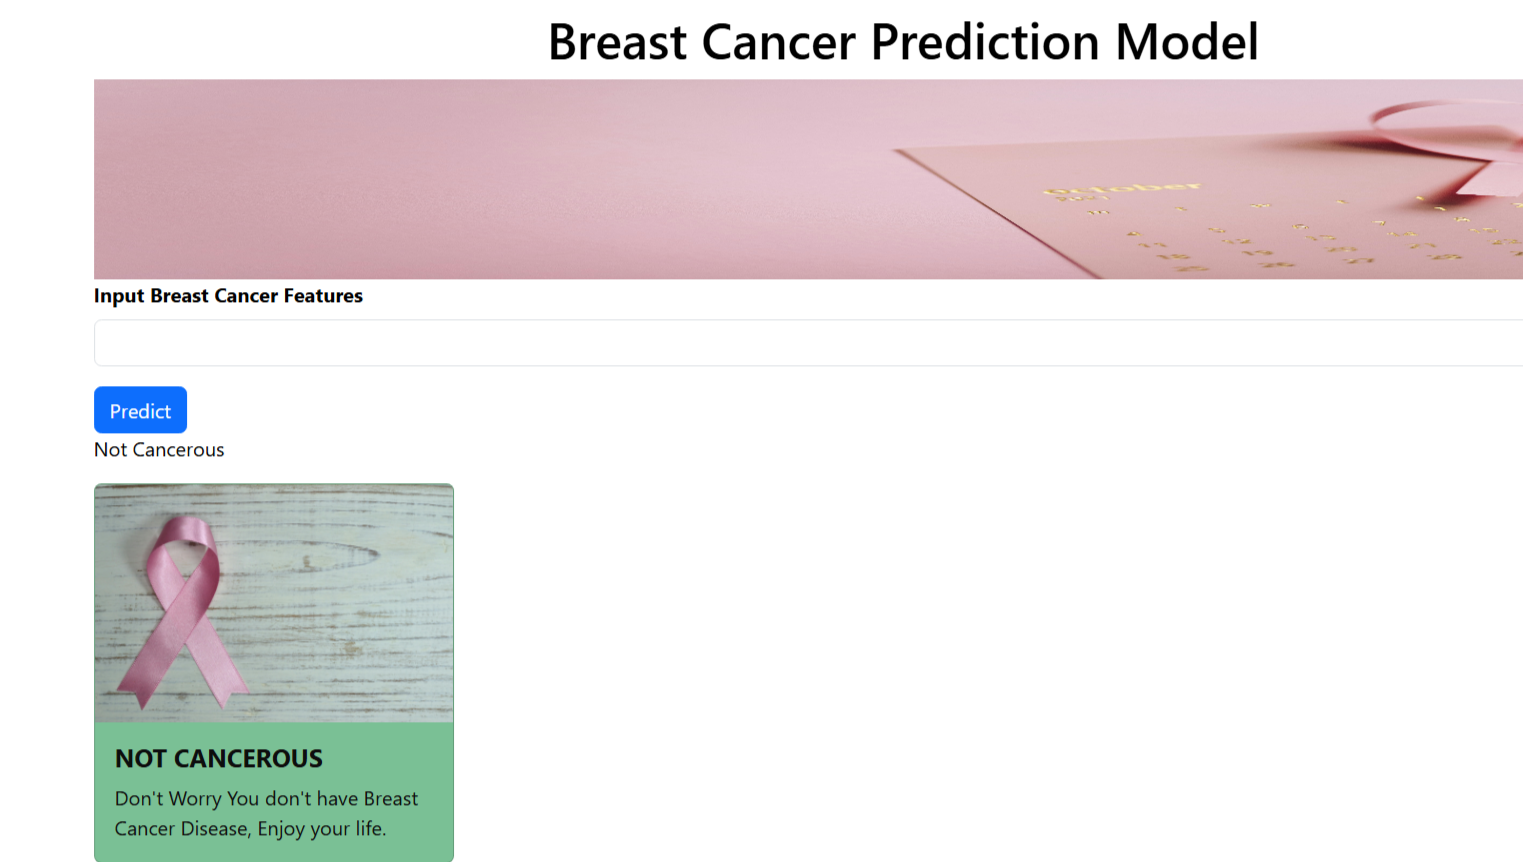 Breast Cancer Prediction Model
october
Input Breast Cancer Features
Predict
Not Cancerous
NOT CANCEROUS
Don't Worry You don't have Breast
Cancer Disease, Enjoy your life.